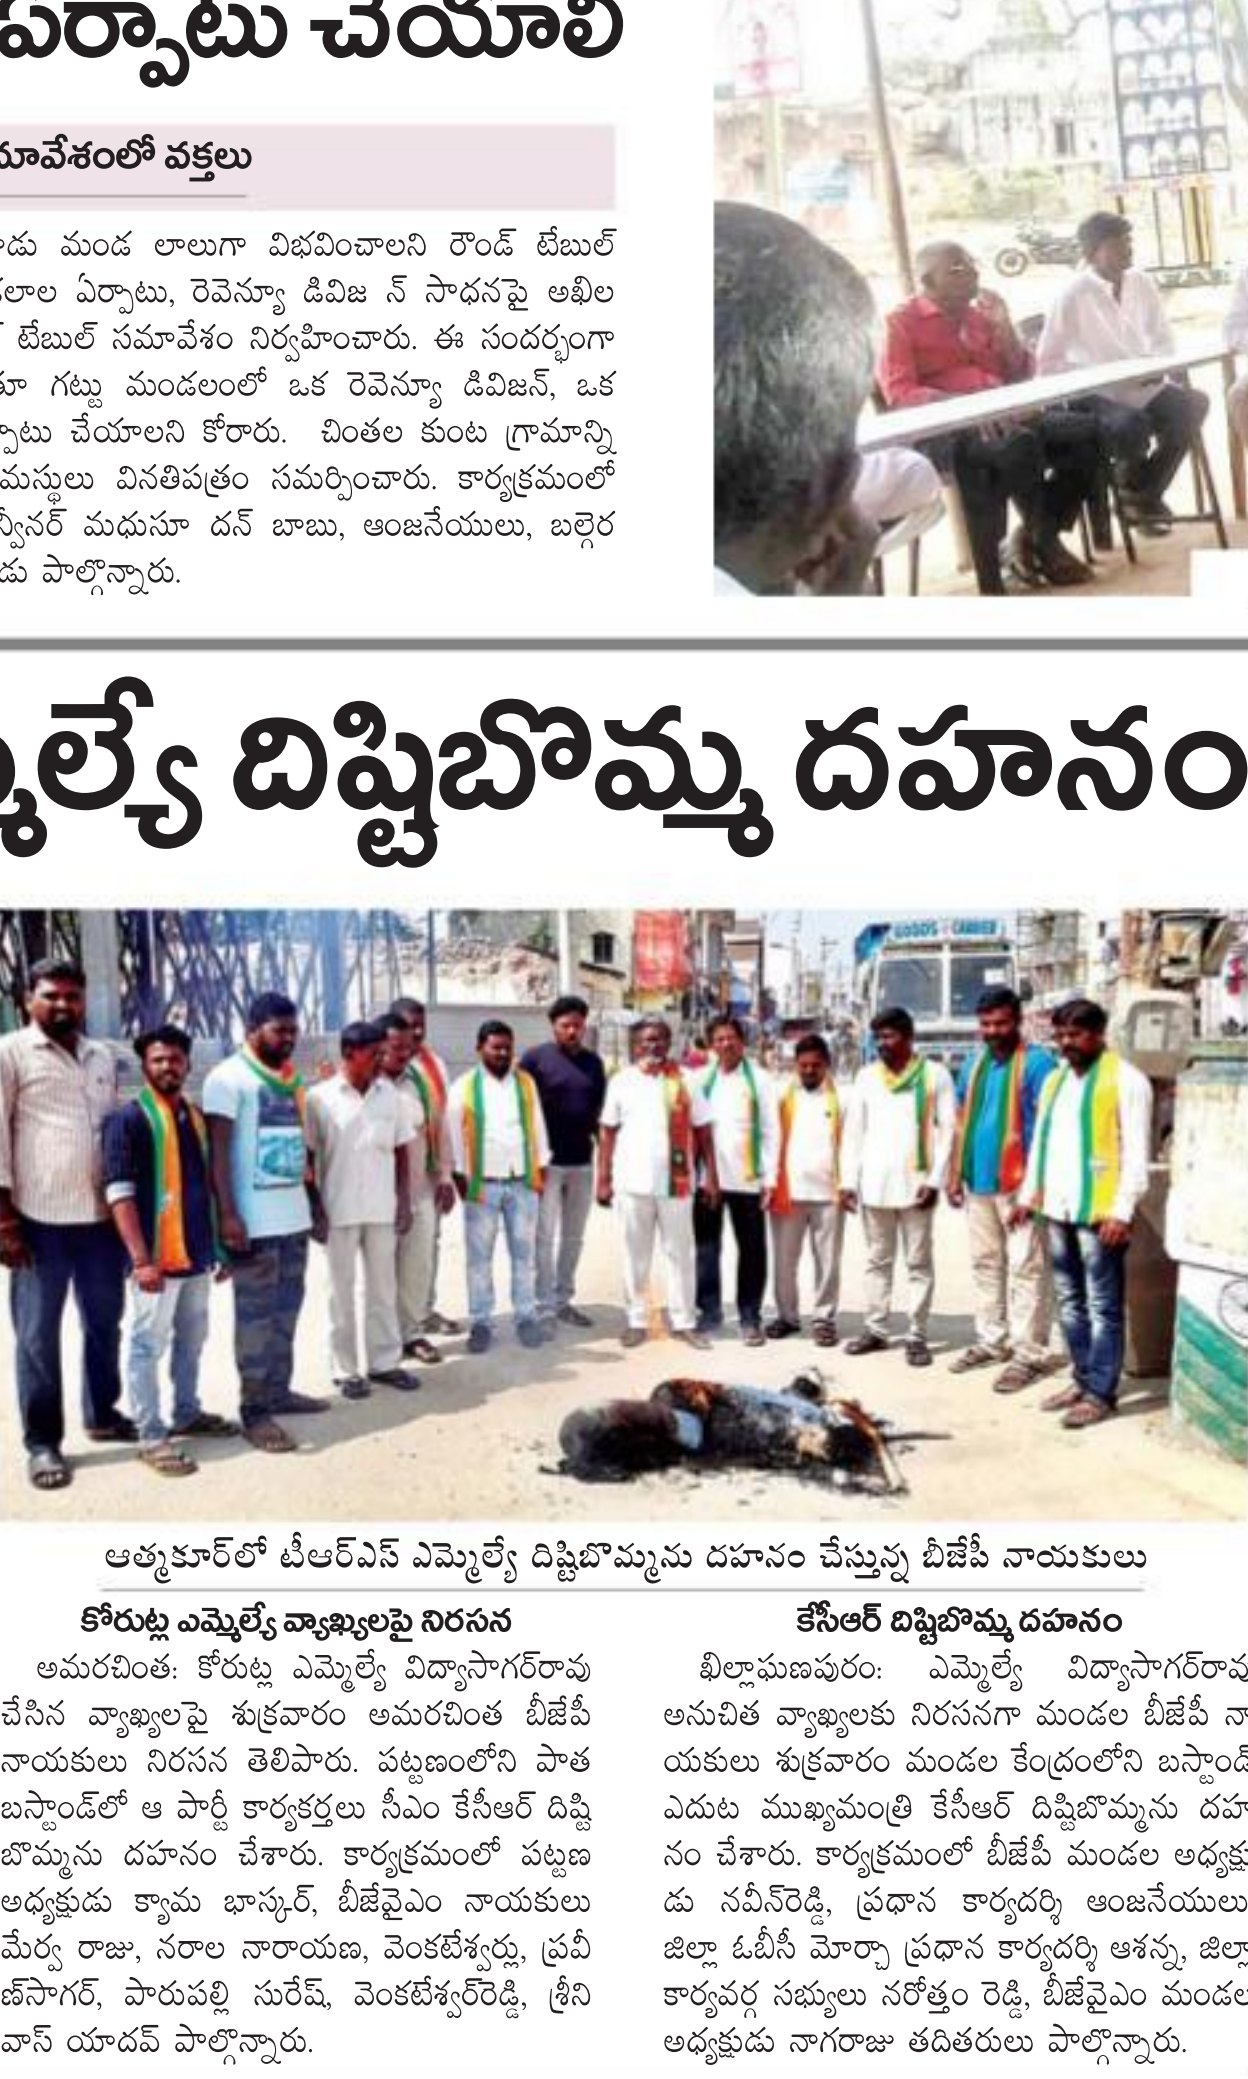 ఏర్పాటు చేయాలి
సమావేశంలో వక్తలు
మండ లాలుగా విభవించాలని రౌండ్ టేబుల్
ఏర్పాటు, రెవెన్యూ డివిజ న్ సాధనపై అఖిల
టేబుల్ సమావేశం నిర్వహించారు. ఈ సందర్భంగా
గట్టు మండలంలో ఒక రెవెన్యూ డివిజన్, ఒక
చేయాలని కోరారు. చింతల కుంట గ్రామాన్ని
వినతిపత్రం సమర్పించారు. కార్యక్రమంలో
మధుసూ దన్ బాబు, ఆంజనేయులు, బల్గెర
పాల్గొన్నారు.
దిష్టిబొమ్మ దహనం
GOODS CARRIER
ఆత్మకూర్‌లో టీఆర్ఎస్ ఎమ్మెల్యే దిష్టిబొమ్మను దహనం చేస్తున్న బీజేపీ నాయకులు
కోరుట్ల ఎమ్మెల్యే వ్యాఖ్యలపై నిరసన
అమరచింత: కోరుట్ల ఎమ్మెల్యే విద్యాసాగర్‌రావు
చేసిన వ్యాఖ్యలపై శుక్రవారం అమరచింత బీజేపీ
నాయకులు నిరసన తెలిపారు. పట్టణంలోని పాత
బస్టాండ్‌లో ఆ పార్టీ కార్యకర్తలు సీఎం కేసీఆర్ దిష్టి
బొమ్మను దహనం చేశారు. కార్యక్రమంలో పట్టణ
అధ్యక్షుడు క్యామ భాస్కర్, బీజేవైఎం నాయకులు
మేర్వ రాజు, నరాల నారాయణ, వెంకటేశ్వర్లు, ప్రవీ
ణ్‌సాగర్, పారుపల్లి సురేష్, వెంకటేశ్వర్‌రెడ్డి, శ్రీని
వాస్ యాదవ్ పాల్గొన్నారు.
కేసీఆర్ దిష్టిబొమ్మ దహనం
ఖిల్లాఘణపురం: ఎమ్మెల్యే విద్యాసాగర్‌రావు
అనుచిత వ్యాఖ్యలకు నిరసనగా మండల బీజేపీ నా
యకులు శుక్రవారం మండల కేంద్రంలోని బస్టాండ్
ఎదుట ముఖ్యమంత్రి కేసీఆర్ దిష్టిబొమ్మను దహ
నం చేశారు. కార్యక్రమంలో బీజేపీ మండల అధ్యక్షు
డు నవీన్‌రెడ్డి, ప్రధాన కార్యదర్శి ఆంజనేయులు
జిల్లా ఓబీసీ మోర్చా ప్రధాన కార్యదర్శి ఆశన్న, జిల్లా
కార్యవర్గ సభ్యులు నరోత్తం రెడ్డి, బీజేవైఎం మండల
అధ్యక్షుడు నాగరాజు తదితరులు పాల్గొన్నారు.